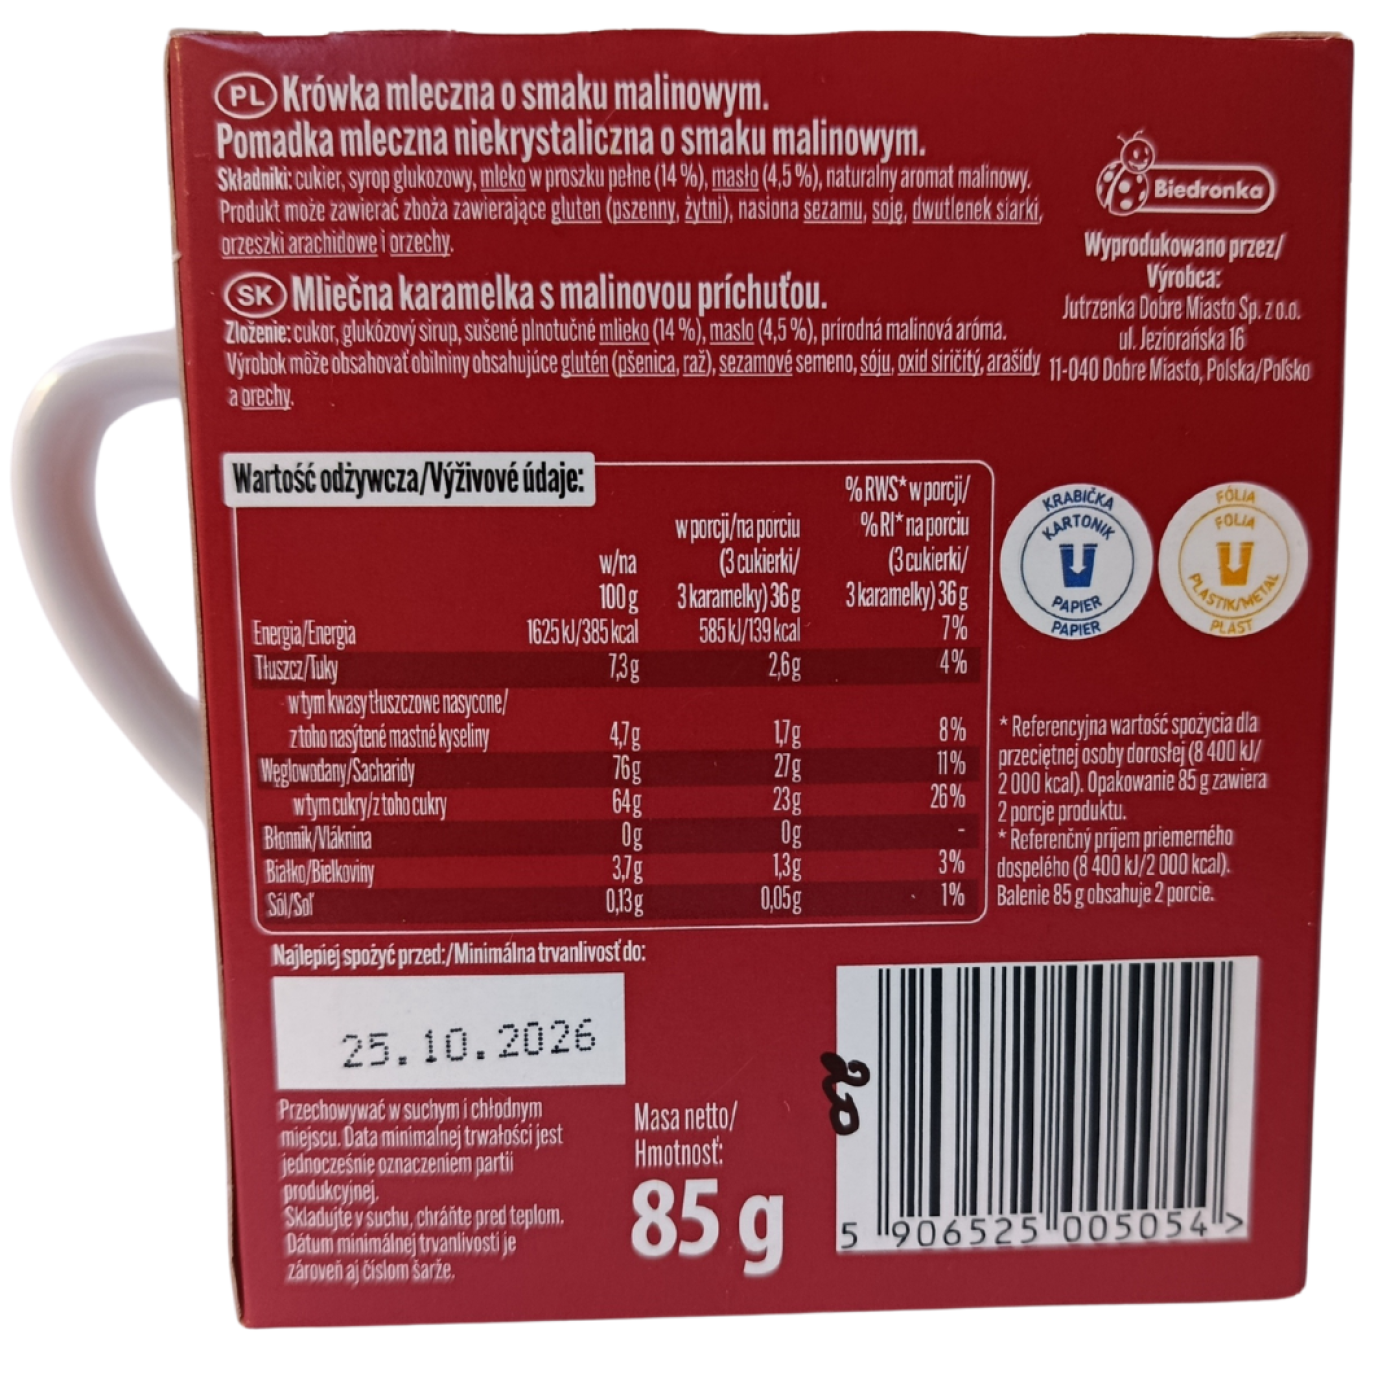 PL Krówka mleczna o smaku malinowym.
Pomadka mleczna niekrystaliczna o smaku malinowym.
Składniki: cukier, syrop glukozowy, mleko w proszku pełne (14 %), masło (4,5 %), naturalny aromat malinowy.
Produkt może zawierać zboża zawierające gluten (pszenny, żytni), nasiona sezamu, soję, dwutlenek siarki,
orzeszki arachidowe i orzechy.
SK Mliečna karamelka s malinovou príchuťou.
Zloženie: cukor, glukózový sirup, sušené plnotučné mlieko (14 %), maslo (4,5 %), prírodná malinová aróma.
Výrobok môže obsahovať obilniny obsahujúce glutén (pšenica, raž), sezamové semeno, sóju, oxid siričitý, arašidy
a orechy.
Biedronka
Wyprodukowano przez/
Výrobca:
Jutrzenka Dobre Miasto Sp. z o.o.
ul. Jeziorańska 16
11-040 Dobre Miasto, Polska/Poľsko
Wartość odżywcza/Výživové údaje:
w/na
100 g
w porcji/na porciu
(3 cukierki/
3 karamelky) 36 g
% RWS* w porcji/
% RI* na porciu
(3 cukierki/
3 karamelky) 36 g
Energia/Energia 1625 kJ/385 kcal 585 kJ/139 kcal 7%
Tłuszcz/Tuky 7,3 g 2,6 g 4%
w tym kwasy tłuszczowe nasycone/
z toho nasýtené mastné kyseliny 4,7 g 1,7 g 8%
Węglowodany/Sacharidy 76 g 27 g 11%
w tym cukry/z toho cukry 64 g 23 g 26%
Błonnik/Vláknina 0 g 0 g -
Białko/Bielkoviny 3,7 g 1,3 g 3%
Sól/Soľ 0,13 g 0,05 g 1%
KRABIČKA
KARTONIK
PAPIER
PAPIER
FÓLIA
FOLIA
PLASTIK/METAL
PLAST
* Referencyjna wartość spożycia dla
przeciętnej osoby dorosłej (8 400 kJ/
2 000 kcal). Opakowanie 85 g zawiera
2 porcje produktu.
* Referenčný príjem priemerného
dospelého (8 400 kJ/2 000 kcal).
Balenie 85 g obsahuje 2 porcie.
Najlepiej spożyć przed:/Minimálna trvanlivosť do:
25.10.2026
Przechowywać w suchym i chłodnym
miejscu. Data minimalnej trwałości jest
jednocześnie oznaczeniem partii
produkcyjnej.
Skladujte v suchu, chráňte pred teplom.
Dátum minimálnej trvanlivosti je
zároveň aj číslom šarže.
Masa netto/
Hmotnosť:
85 g
5 906525 005054 >